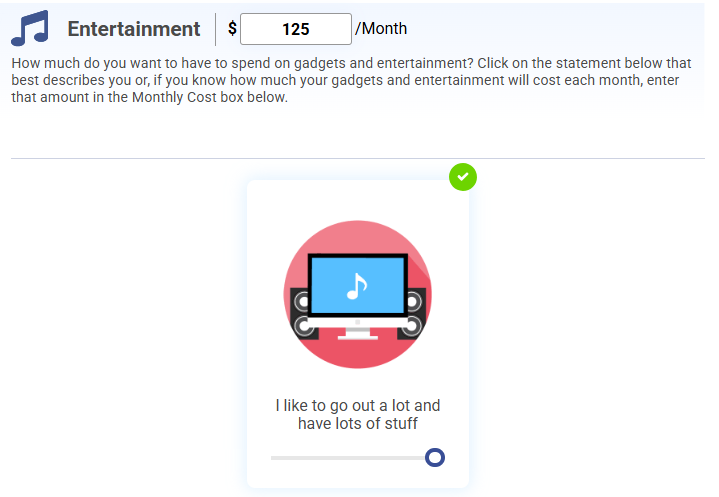 Entertainment $ 125 /Month
How much do you want to have to spend on gadgets and entertainment? Click on the statement below that
best describes you or, if you know how much your gadgets and entertainment will cost each month, enter
that amount in the Monthly Cost box below.
I like to go out a lot and
have lots of stuff